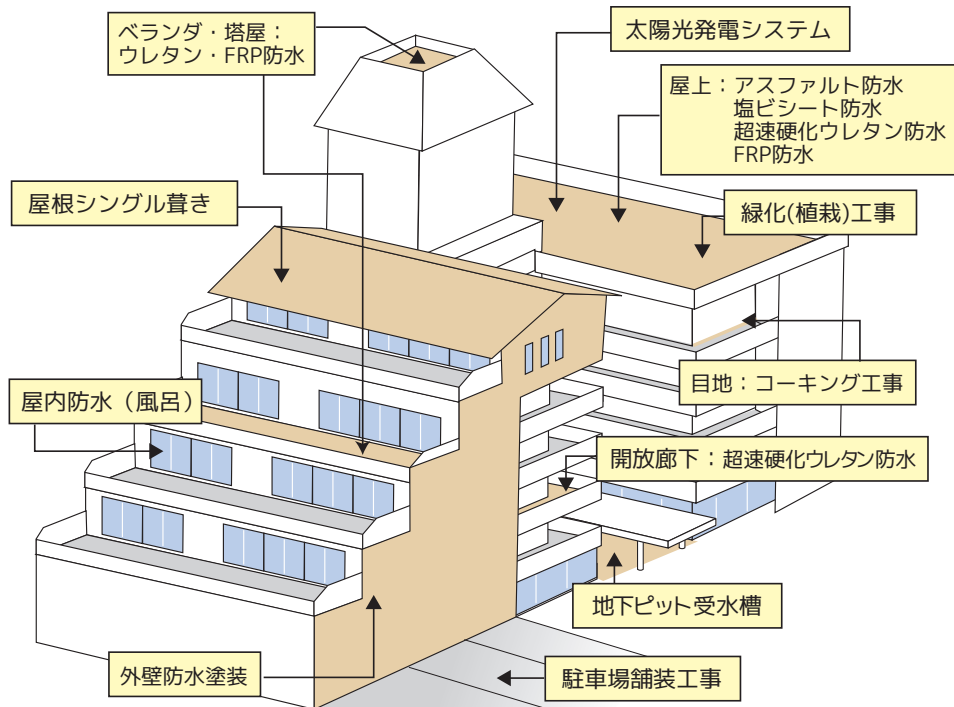 ベランダ・塔屋：
ウレタン・FRP防水
太陽光発電システム
屋上：アスファルト防水
塩ビシート防水
超速硬化ウレタン防水
FRP防水
屋根シングル葺き
緑化(植栽)工事
目地：コーキング工事
屋内防水（風呂）
開放廊下：超速硬化ウレタン防水
地下ピット受水槽
外壁防水塗装
駐車場舗装工事